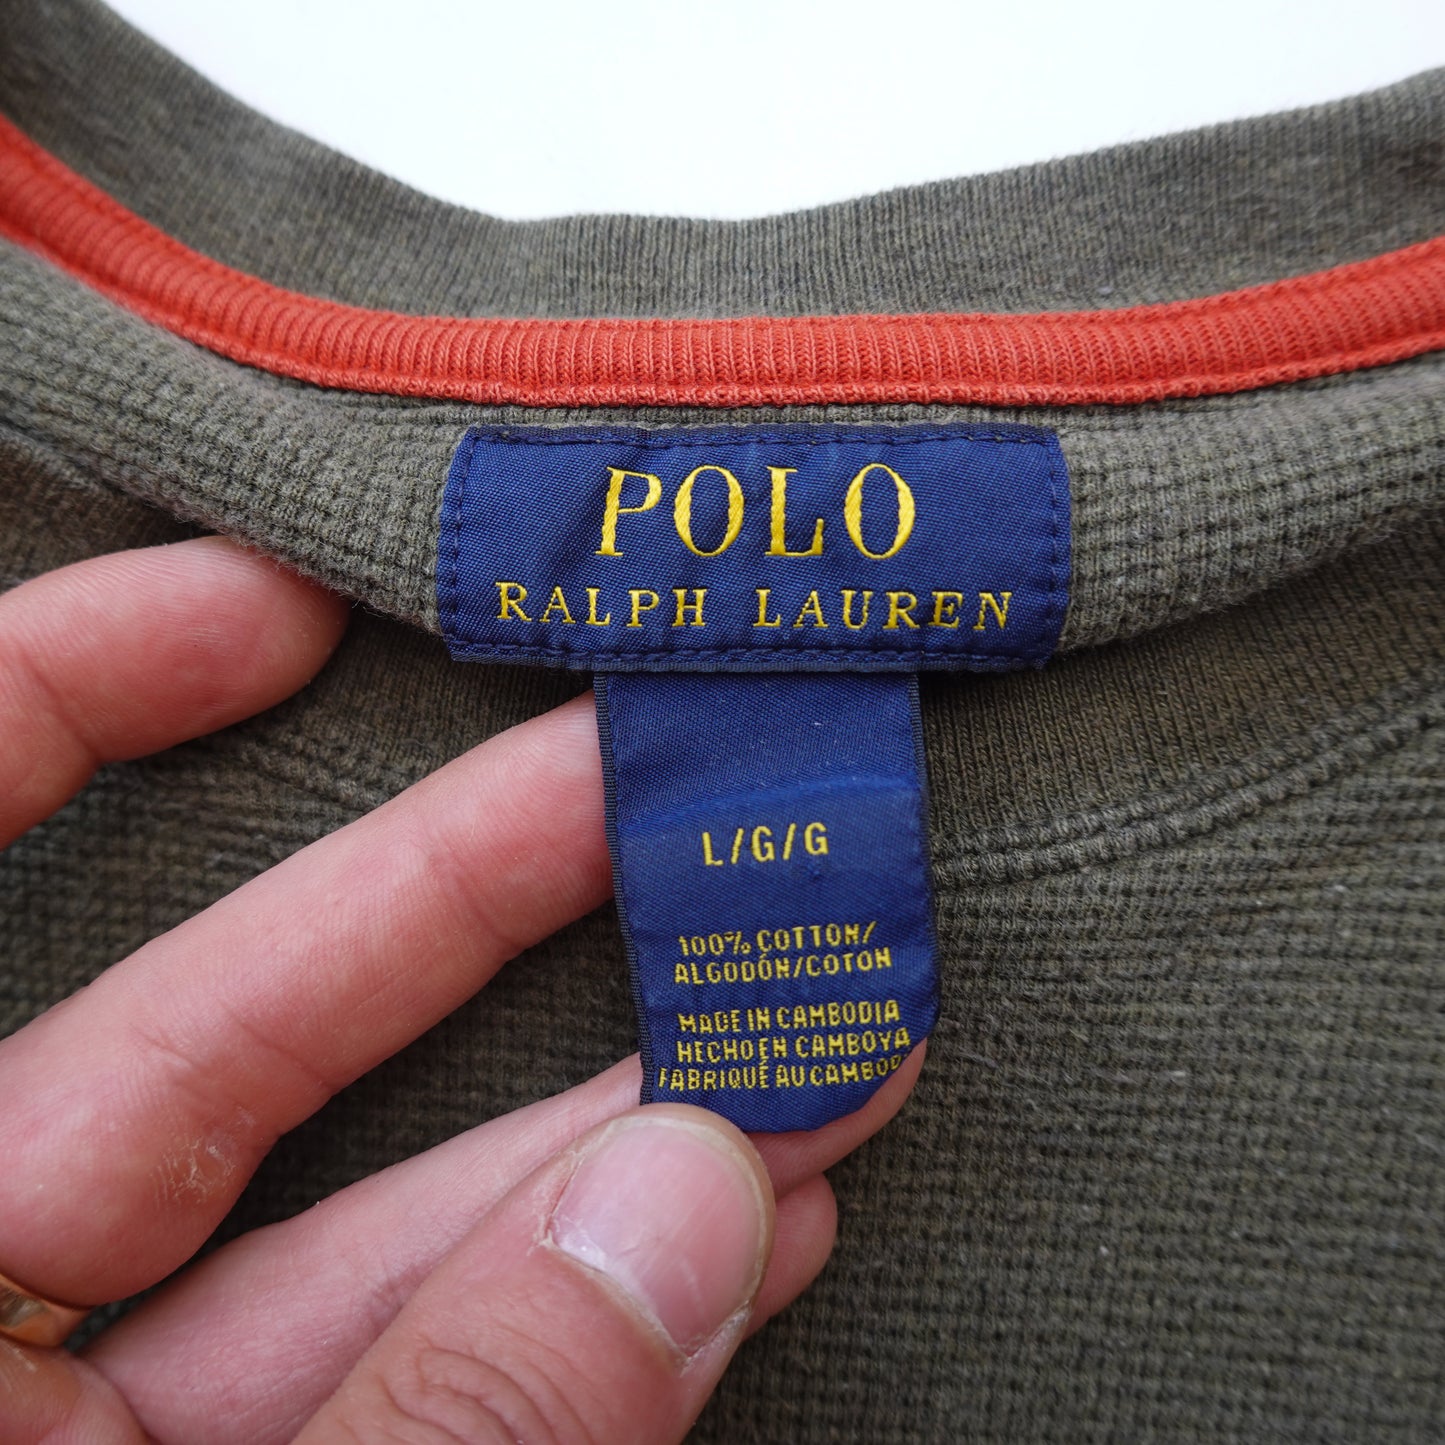 POLO
RALPH LAUREN
L/G/G
100% COTTON/
ALGODÓN/COTON
MADE IN CAMBODIA
HECHO EN CAMBOYA
FABRIQUÉ AU CAMBOD